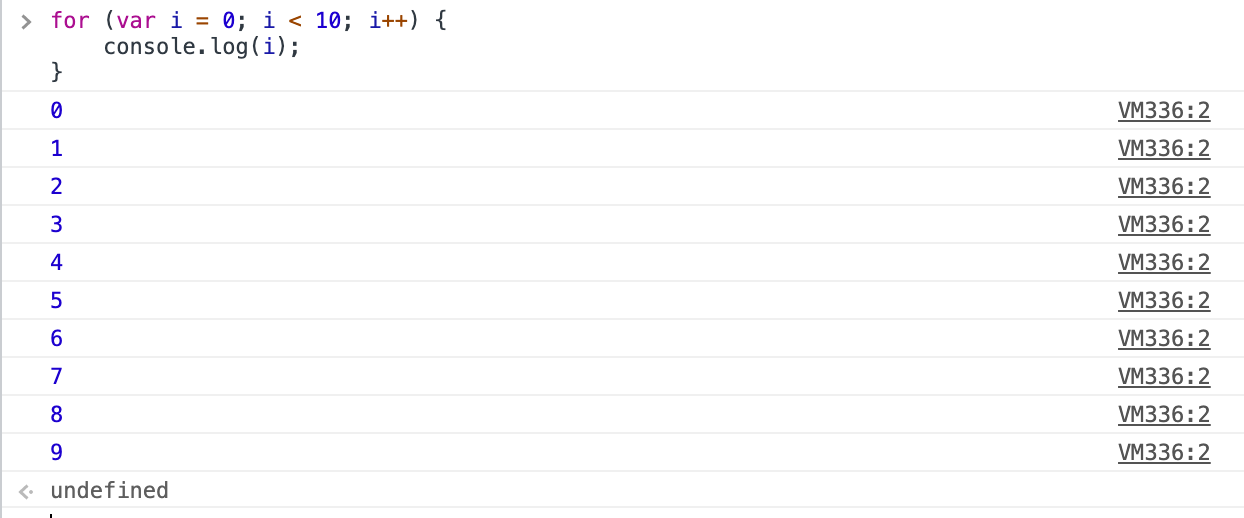 > for (var i = 0; i < 10; i++) {
    console.log(i);
}
0 VM336:2
1 VM336:2
2 VM336:2
3 VM336:2
4 VM336:2
5 VM336:2
6 VM336:2
7 VM336:2
8 VM336:2
9 VM336:2
undefined